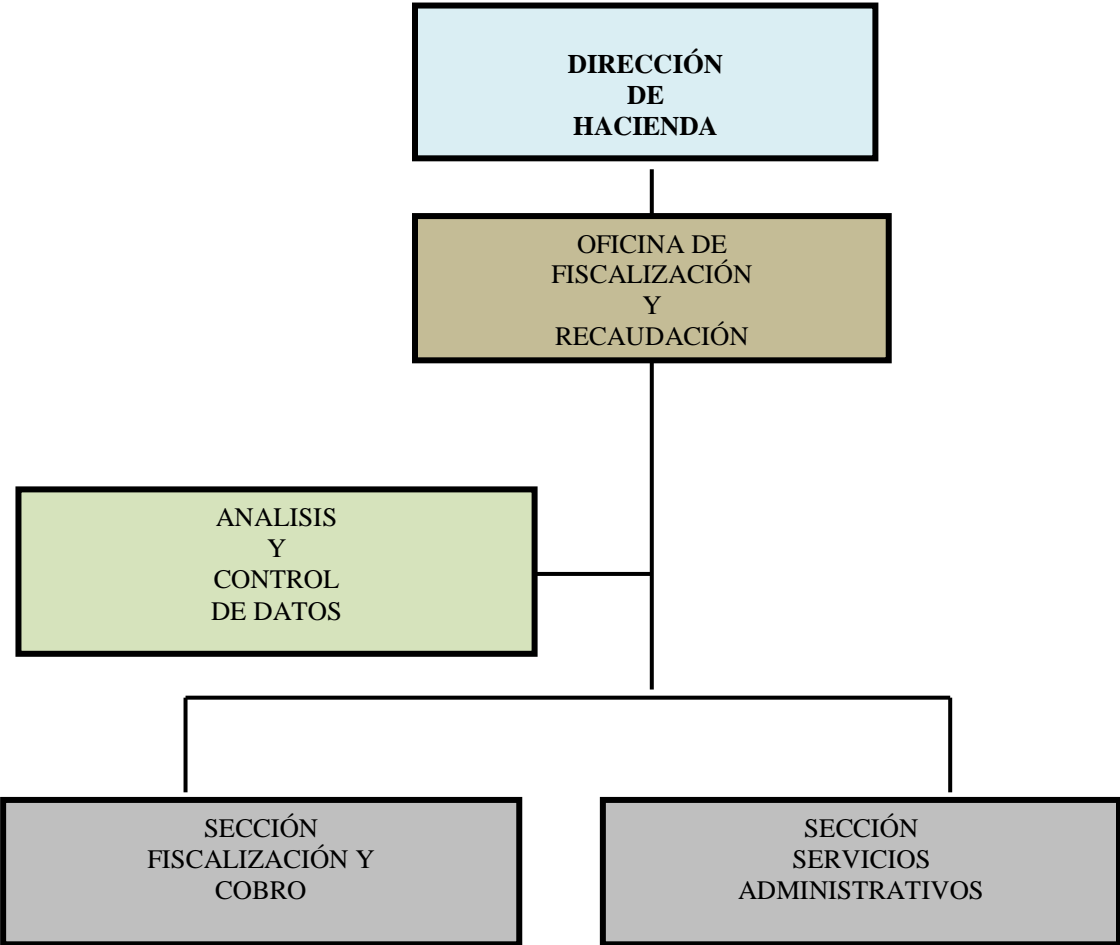 DIRECCIÓN
DE
HACIENDA
OFICINA DE
FISCALIZACIÓN
Y
RECAUDACIÓN
ANALISIS
Y
CONTROL
DE DATOS
SECCIÓN
FISCALIZACIÓN Y
COBRO
SECCIÓN
SERVICIOS
ADMINISTRATIVOS